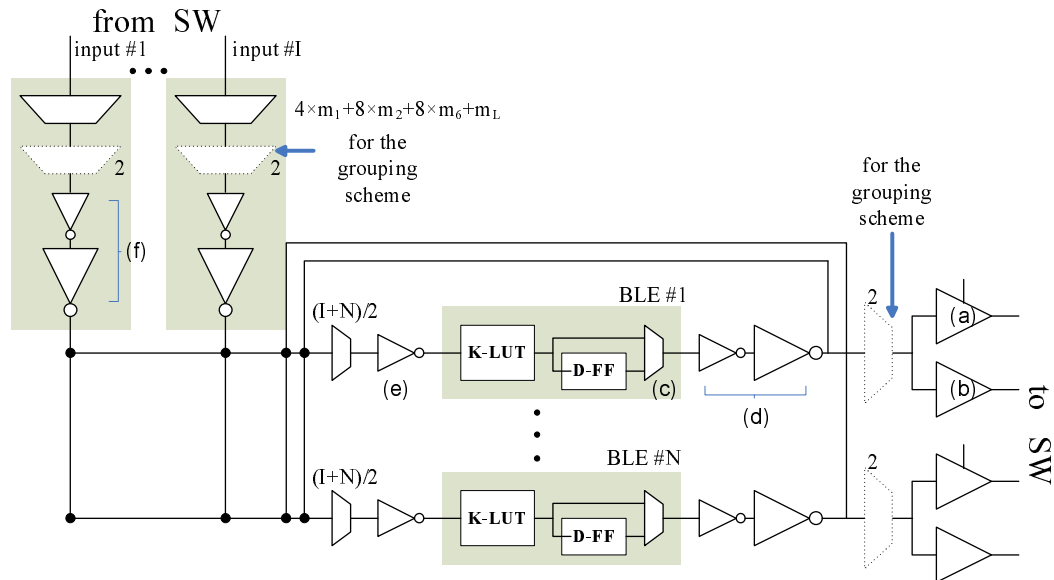 from SW
input #1
input #I
4×m₁+8×m₂+8×m₆+m_L
for the
grouping
scheme
2
2
(f)
for the
grouping
scheme
2
(a)
(b)
(I+N)/2
BLE #1
K-LUT
D-FF
(c)
(d)
(e)
to SW
(I+N)/2
BLE #N
K-LUT
D-FF
2